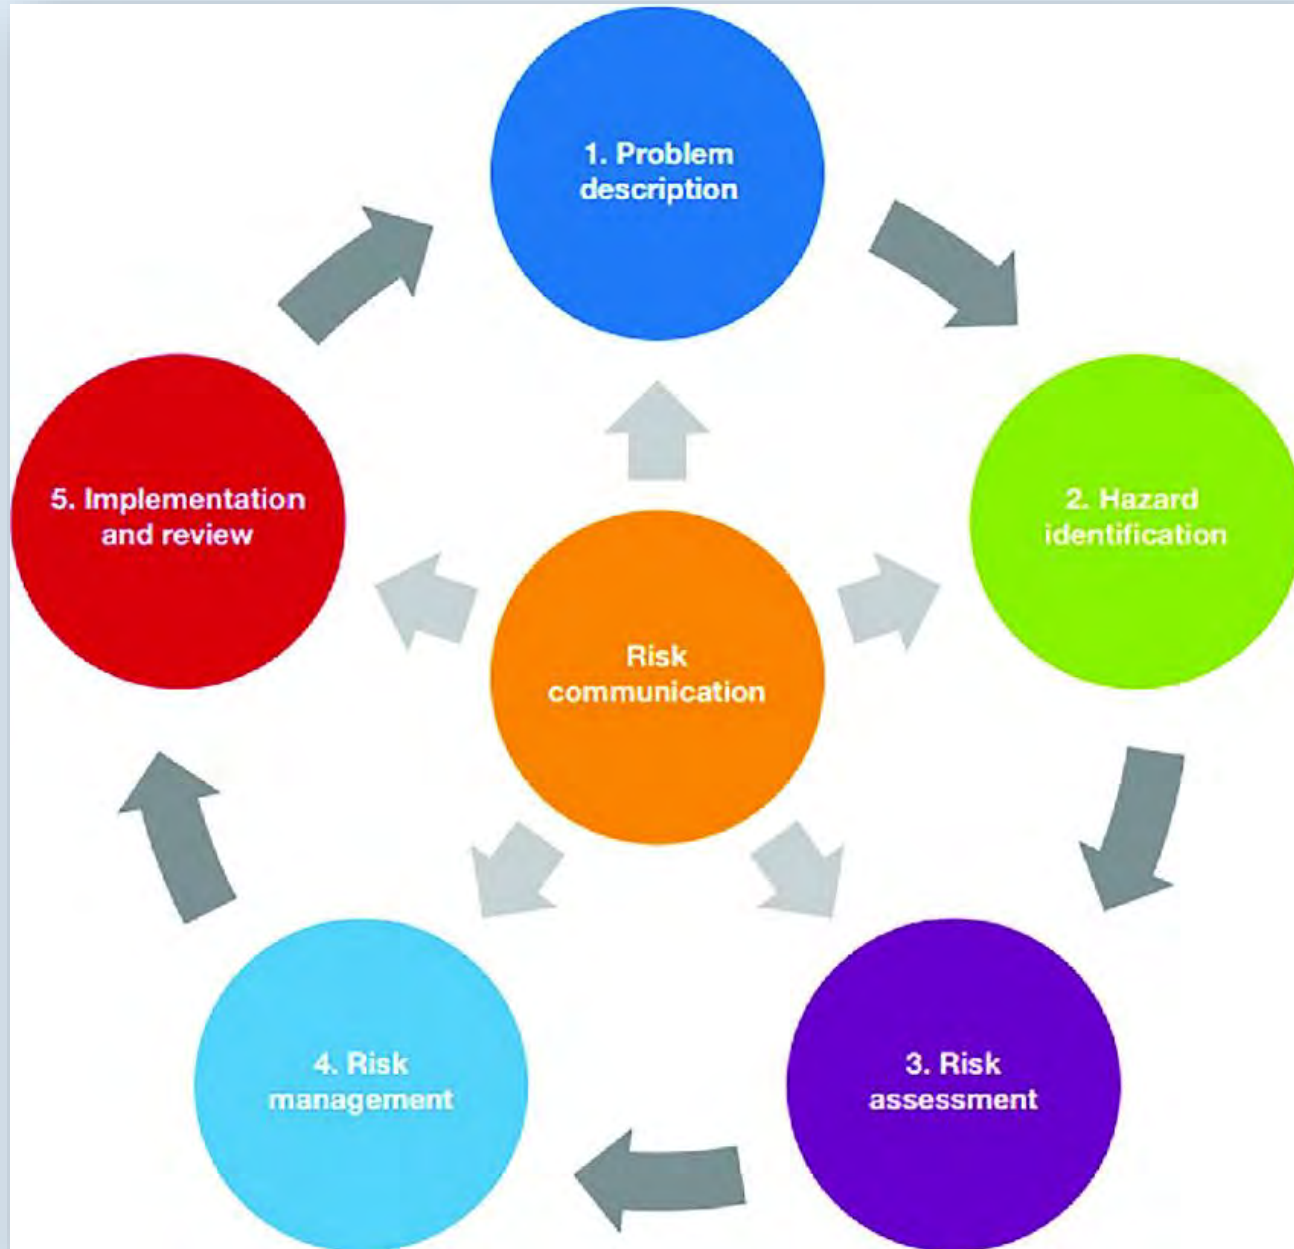 1. Problem
description
2. Hazard
identification
3. Risk
assessment
4. Risk
management
5. Implementation
and review
Risk
communication